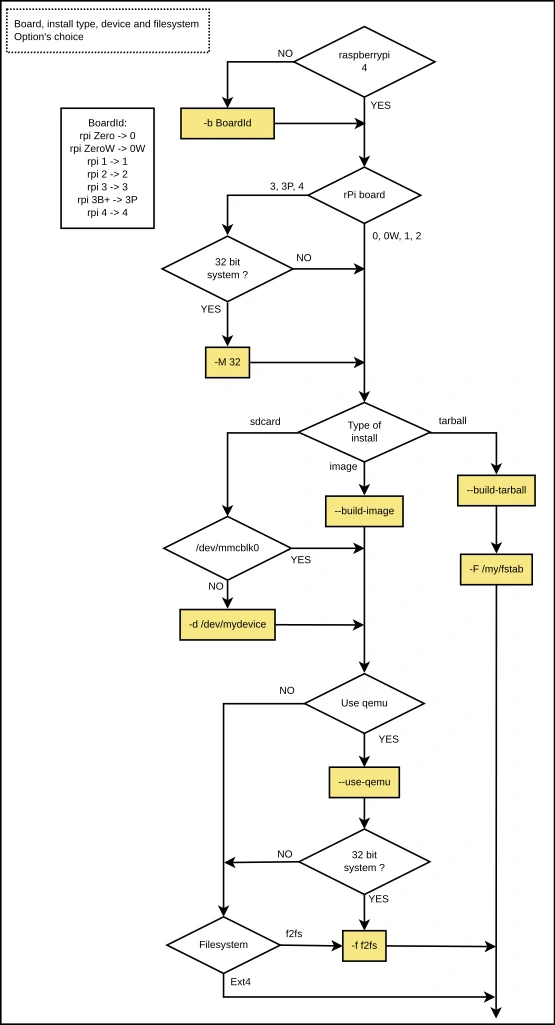 Board, install type, device and filesystem
Option's choice
NO
raspberrypi
4
YES
-b BoardId
BoardId:
rpi Zero -> 0
rpi ZeroW -> 0W
rpi 1 -> 1
rpi 2 -> 2
rpi 3 -> 3
rpi 3B+ -> 3P
rpi 4 -> 4
3, 3P, 4
rPi board
0, 0W, 1, 2
32 bit
system ?
NO
YES
-M 32
sdcard
Type of
install
tarball
image
--build-image
--build-tarball
/dev/mmcblk0
YES
NO
-F /my/fstab
-d /dev/mydevice
NO
Use qemu
YES
--use-qemu
NO
32 bit
system ?
YES
Filesystem
f2fs
-f f2fs
Ext4